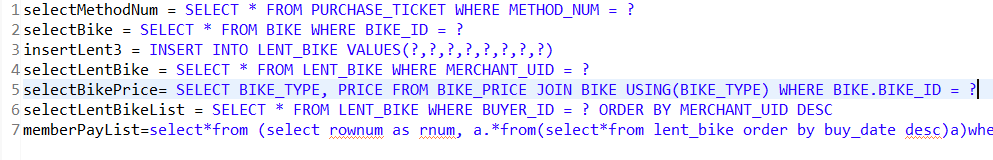 1 selectMethodNum = SELECT * FROM PURCHASE_TICKET WHERE METHOD_NUM = ?
2 selectBike = SELECT * FROM BIKE WHERE BIKE_ID = ?
3 insertLent3 = INSERT INTO LENT_BIKE VALUES(?,?,?,?,?,?,?,?)
4 selectLentBike = SELECT * FROM LENT_BIKE WHERE MERCHANT_UID = ?
5 selectBikePrice= SELECT BIKE_TYPE, PRICE FROM BIKE_PRICE JOIN BIKE USING(BIKE_TYPE) WHERE BIKE.BIKE_ID = ?
6 selectLentBikeList = SELECT * FROM LENT_BIKE WHERE BUYER_ID = ? ORDER BY MERCHANT_UID DESC
7 memberPayList=select*from (select rownum as rnum, a.*from(select*from lent_bike order by buy_date desc)a)whe